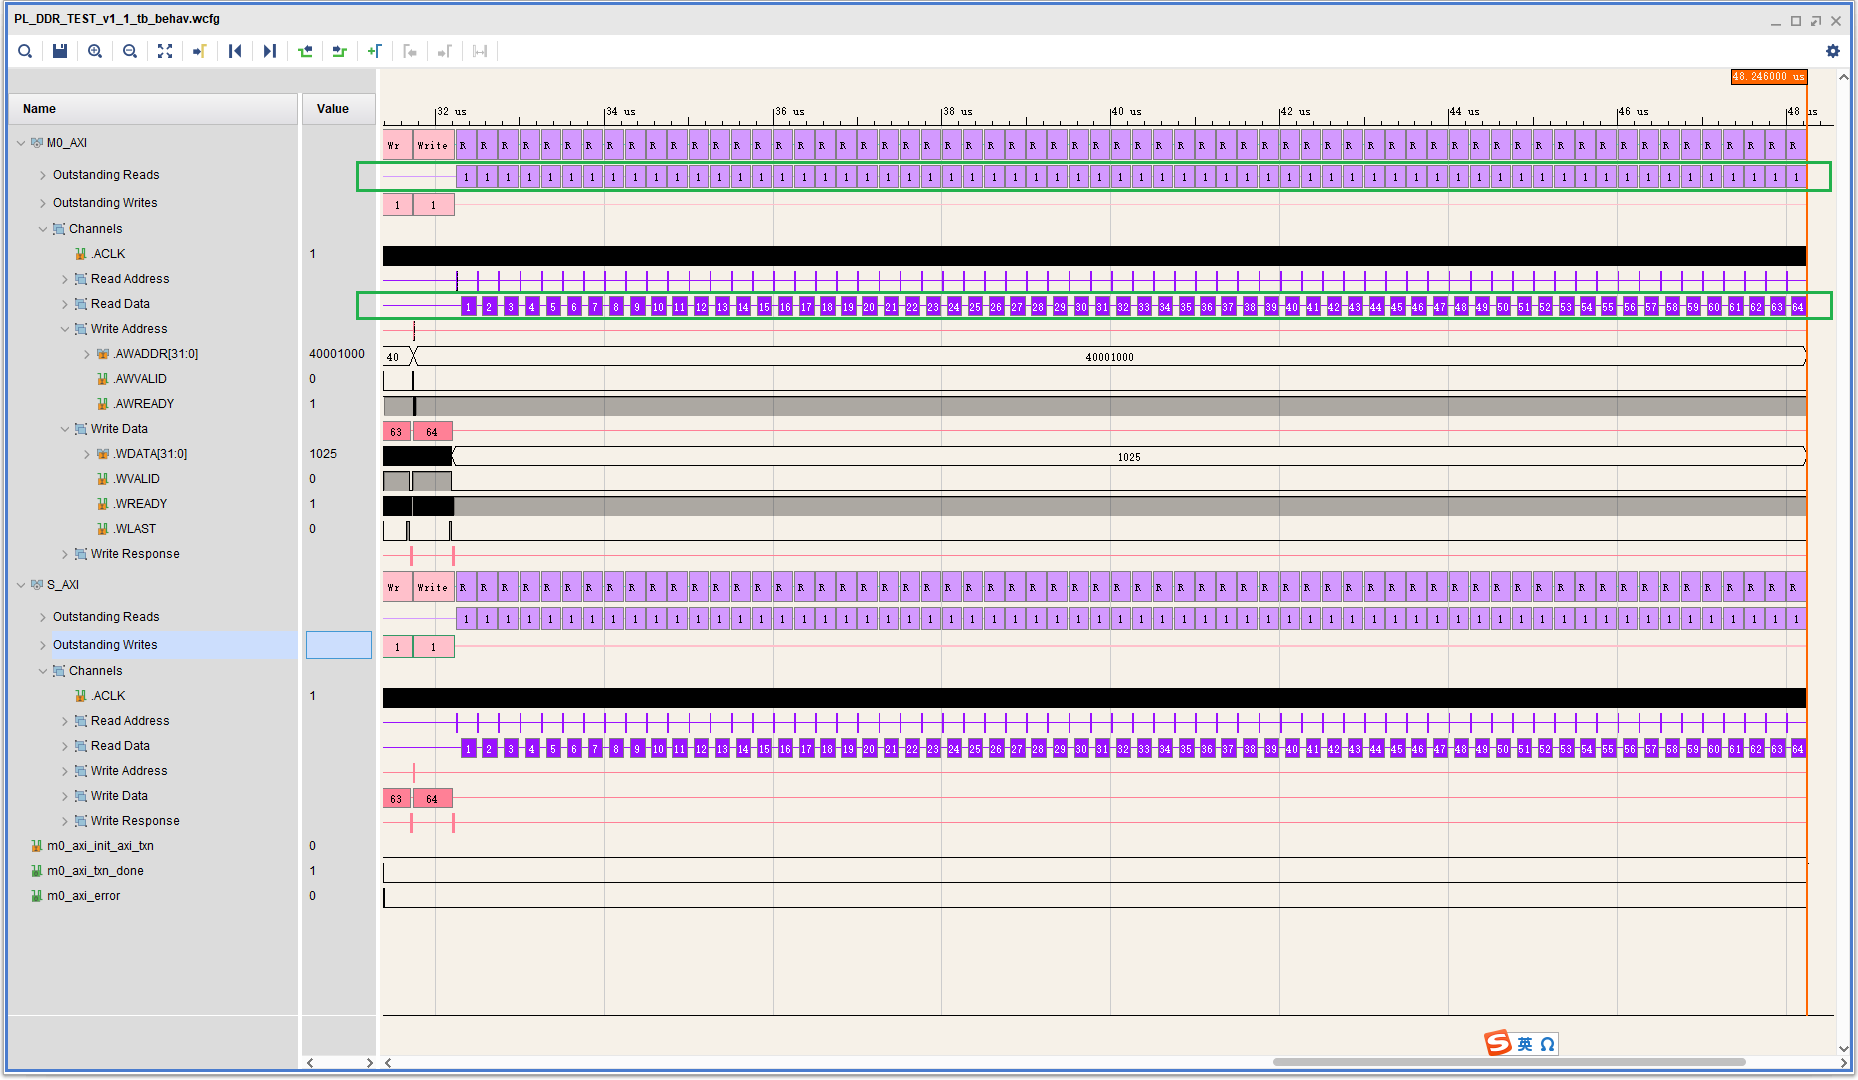 PL_DDR_TEST_v1_1_tb_behav.wcfg
48.246000 us
Name Value
32 us 34 us 36 us 38 us 40 us 42 us 44 us 46 us 48 us
M0_AXI Wr Write R R R R R R R R R R R R R R R R R R R R R R R R R R R R R R R R R R R R R R R R R R R R R R R R R R R R R R R R R R R R R R R R
Outstanding Reads 1 1 1 1 1 1 1 1 1 1 1 1 1 1 1 1 1 1 1 1 1 1 1 1 1 1 1 1 1 1 1 1 1 1 1 1 1 1 1 1 1 1 1 1 1 1 1 1 1 1 1 1 1 1 1 1 1 1 1 1 1 1 1 1
Outstanding Writes 1 1
Channels
.ACLK 1
Read Address
Read Data 1 2 3 4 5 6 7 8 9 10 11 12 13 14 15 16 17 18 19 20 21 22 23 24 25 26 27 28 29 30 31 32 33 34 35 36 37 38 39 40 41 42 43 44 45 46 47 48 49 50 51 52 53 54 55 56 57 58 59 60 61 62 63 64
Write Address
.AWADDR[31:0] 40001000 40 40001000
.AWVALID 0
.AWREADY 1
Write Data 63 64
.WDATA[31:0] 1025 1025
.WVALID 0
.WREADY 1
.WLAST 0
Write Response
S_AXI Wr Write R R R R R R R R R R R R R R R R R R R R R R R R R R R R R R R R R R R R R R R R R R R R R R R R R R R R R R R R R R R R R R R R
Outstanding Reads 1 1 1 1 1 1 1 1 1 1 1 1 1 1 1 1 1 1 1 1 1 1 1 1 1 1 1 1 1 1 1 1 1 1 1 1 1 1 1 1 1 1 1 1 1 1 1 1 1 1 1 1 1 1 1 1 1 1 1 1 1 1 1 1
Outstanding Writes 1 1
Channels
.ACLK 1
Read Address
Read Data 1 2 3 4 5 6 7 8 9 10 11 12 13 14 15 16 17 18 19 20 21 22 23 24 25 26 27 28 29 30 31 32 33 34 35 36 37 38 39 40 41 42 43 44 45 46 47 48 49 50 51 52 53 54 55 56 57 58 59 60 61 62 63 64
Write Address
Write Data 63 64
Write Response
m0_axi_init_axi_txn 0
m0_axi_txn_done 1
m0_axi_error 0
S 英 Ω